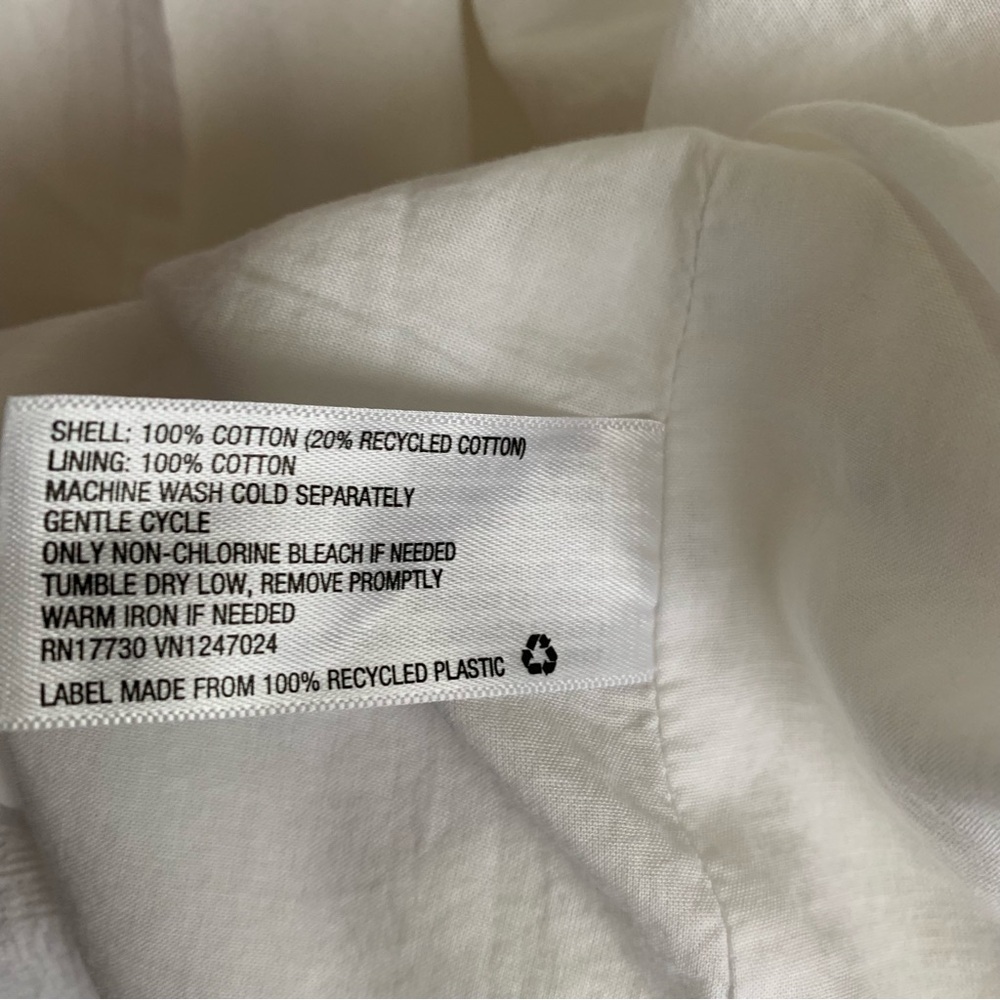 SHELL: 100% COTTON (20% RECYCLED COTTON)
LINING: 100% COTTON
MACHINE WASH COLD SEPARATELY
GENTLE CYCLE
ONLY NON-CHLORINE BLEACH IF NEEDED
TUMBLE DRY LOW, REMOVE PROMPTLY
WARM IRON IF NEEDED
RN17730 VN1247024
LABEL MADE FROM 100% RECYCLED PLASTIC